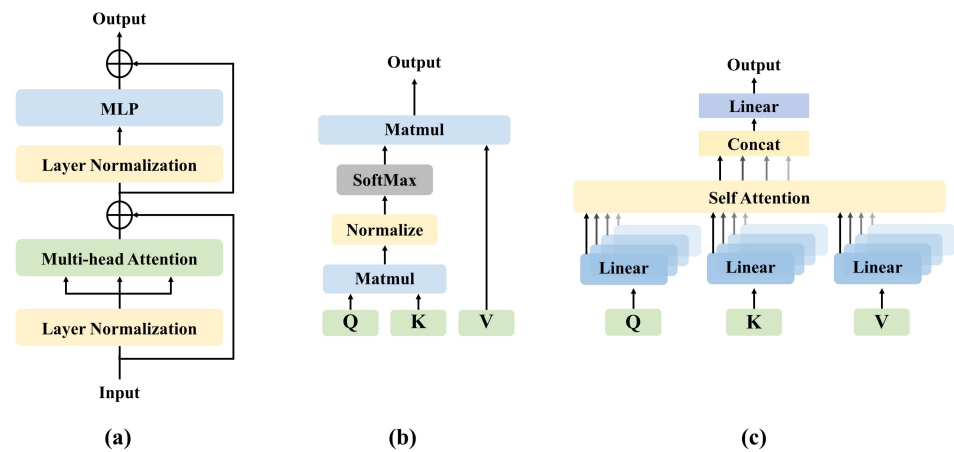 Output
MLP
Layer Normalization
Multi-head Attention
Layer Normalization
Input
(a)
Output
Matmul
SoftMax
Normalize
Matmul
Q K V
(b)
Output
Linear
Concat
Self Attention
Linear Linear Linear
Q K V
(c)